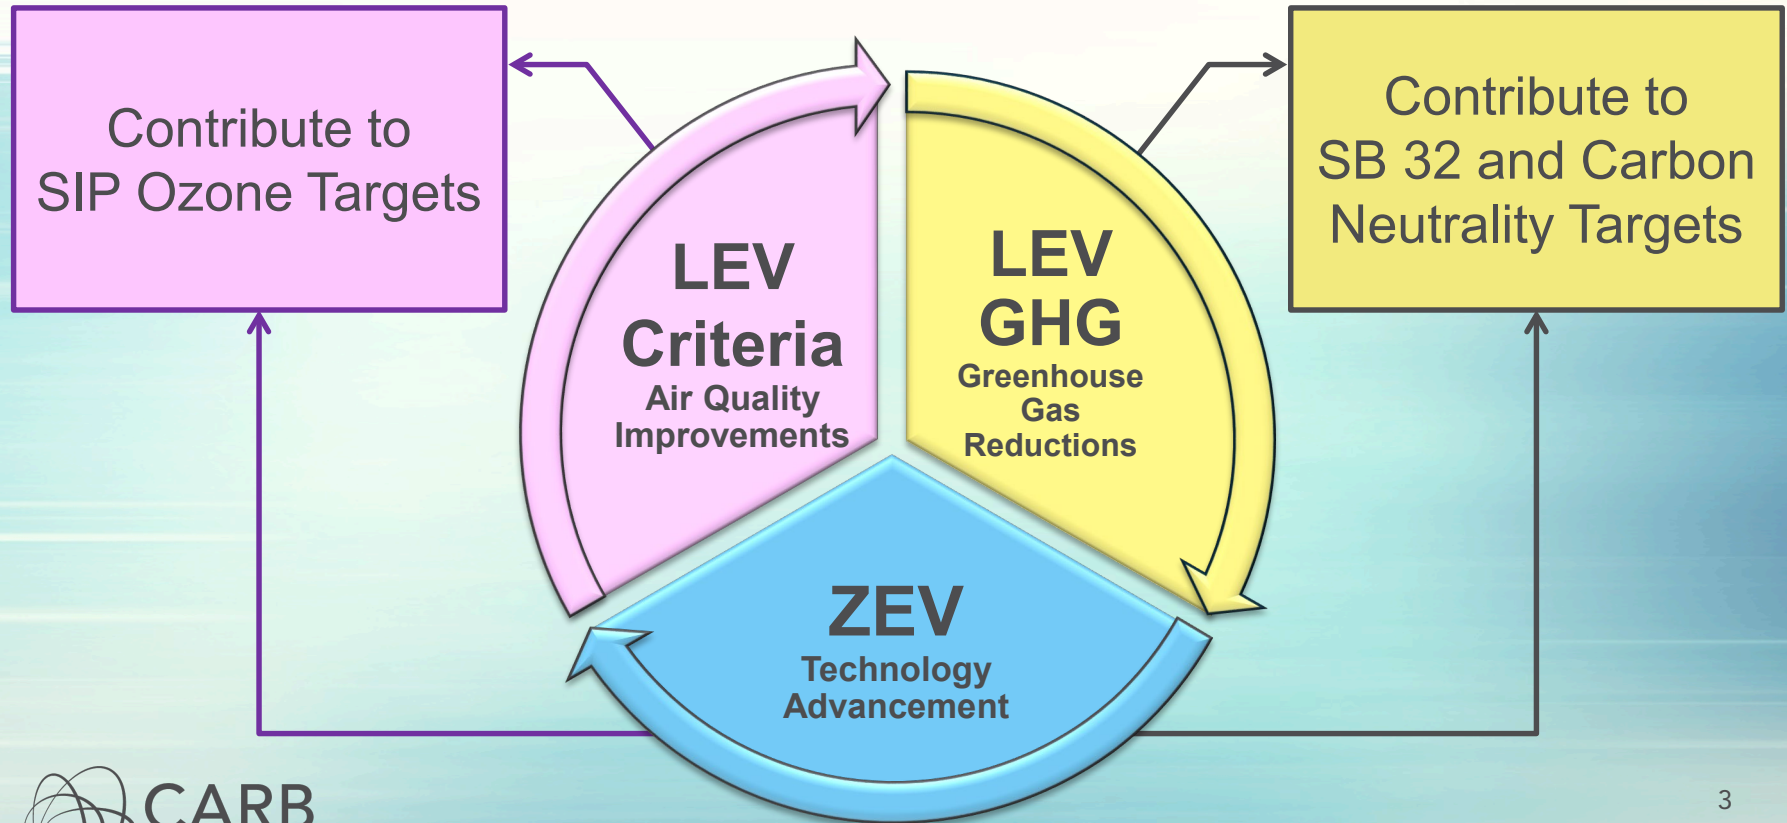 Contribute to
SIP Ozone Targets
Contribute to
SB 32 and Carbon
Neutrality Targets
LEV
Criteria
Air Quality
Improvements
LEV
GHG
Greenhouse
Gas
Reductions
ZEV
Technology
Advancement
CARB
3